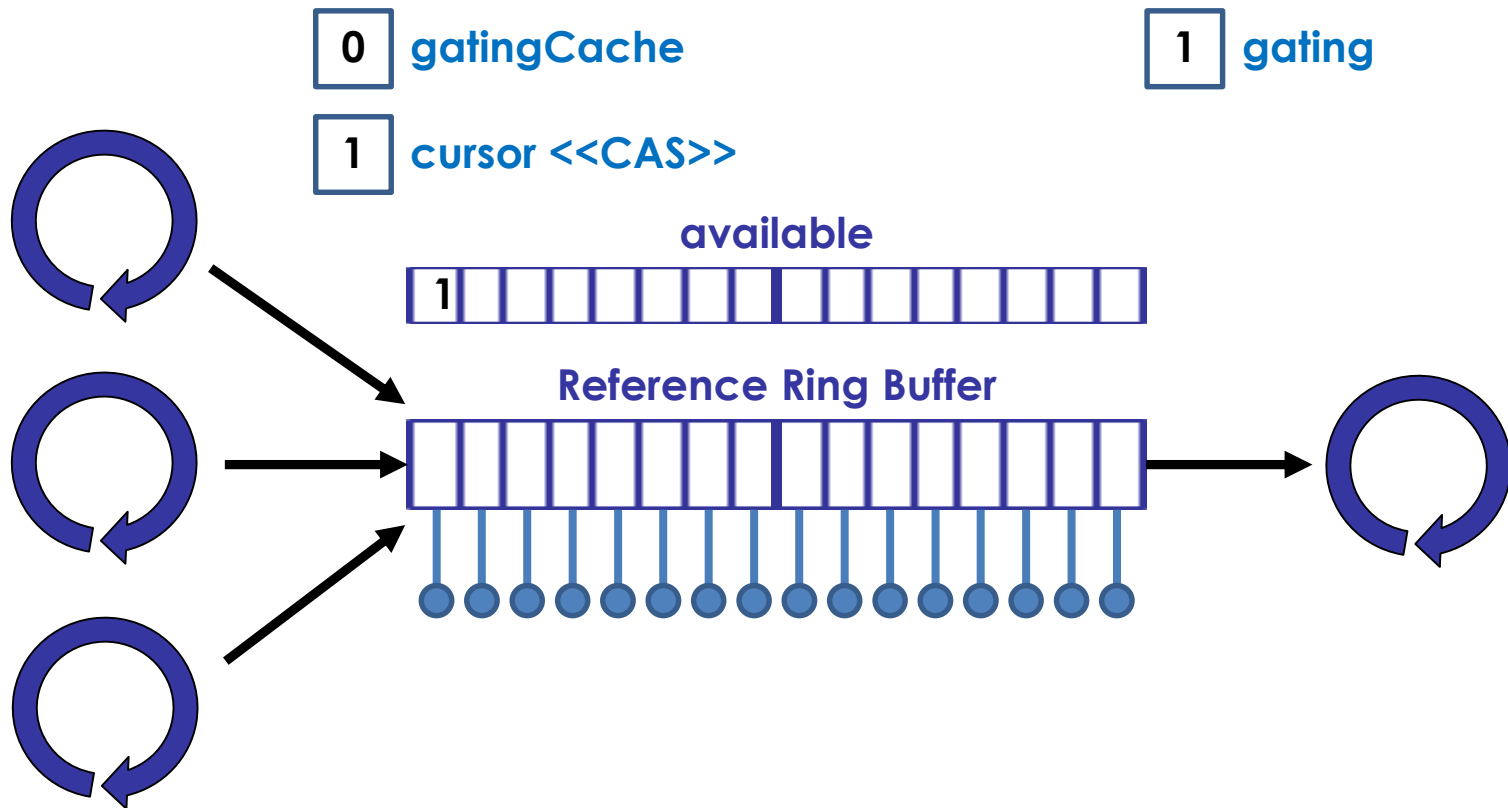 0 gatingCache
1 gating
1 cursor <<CAS>>
available
1
Reference Ring Buffer